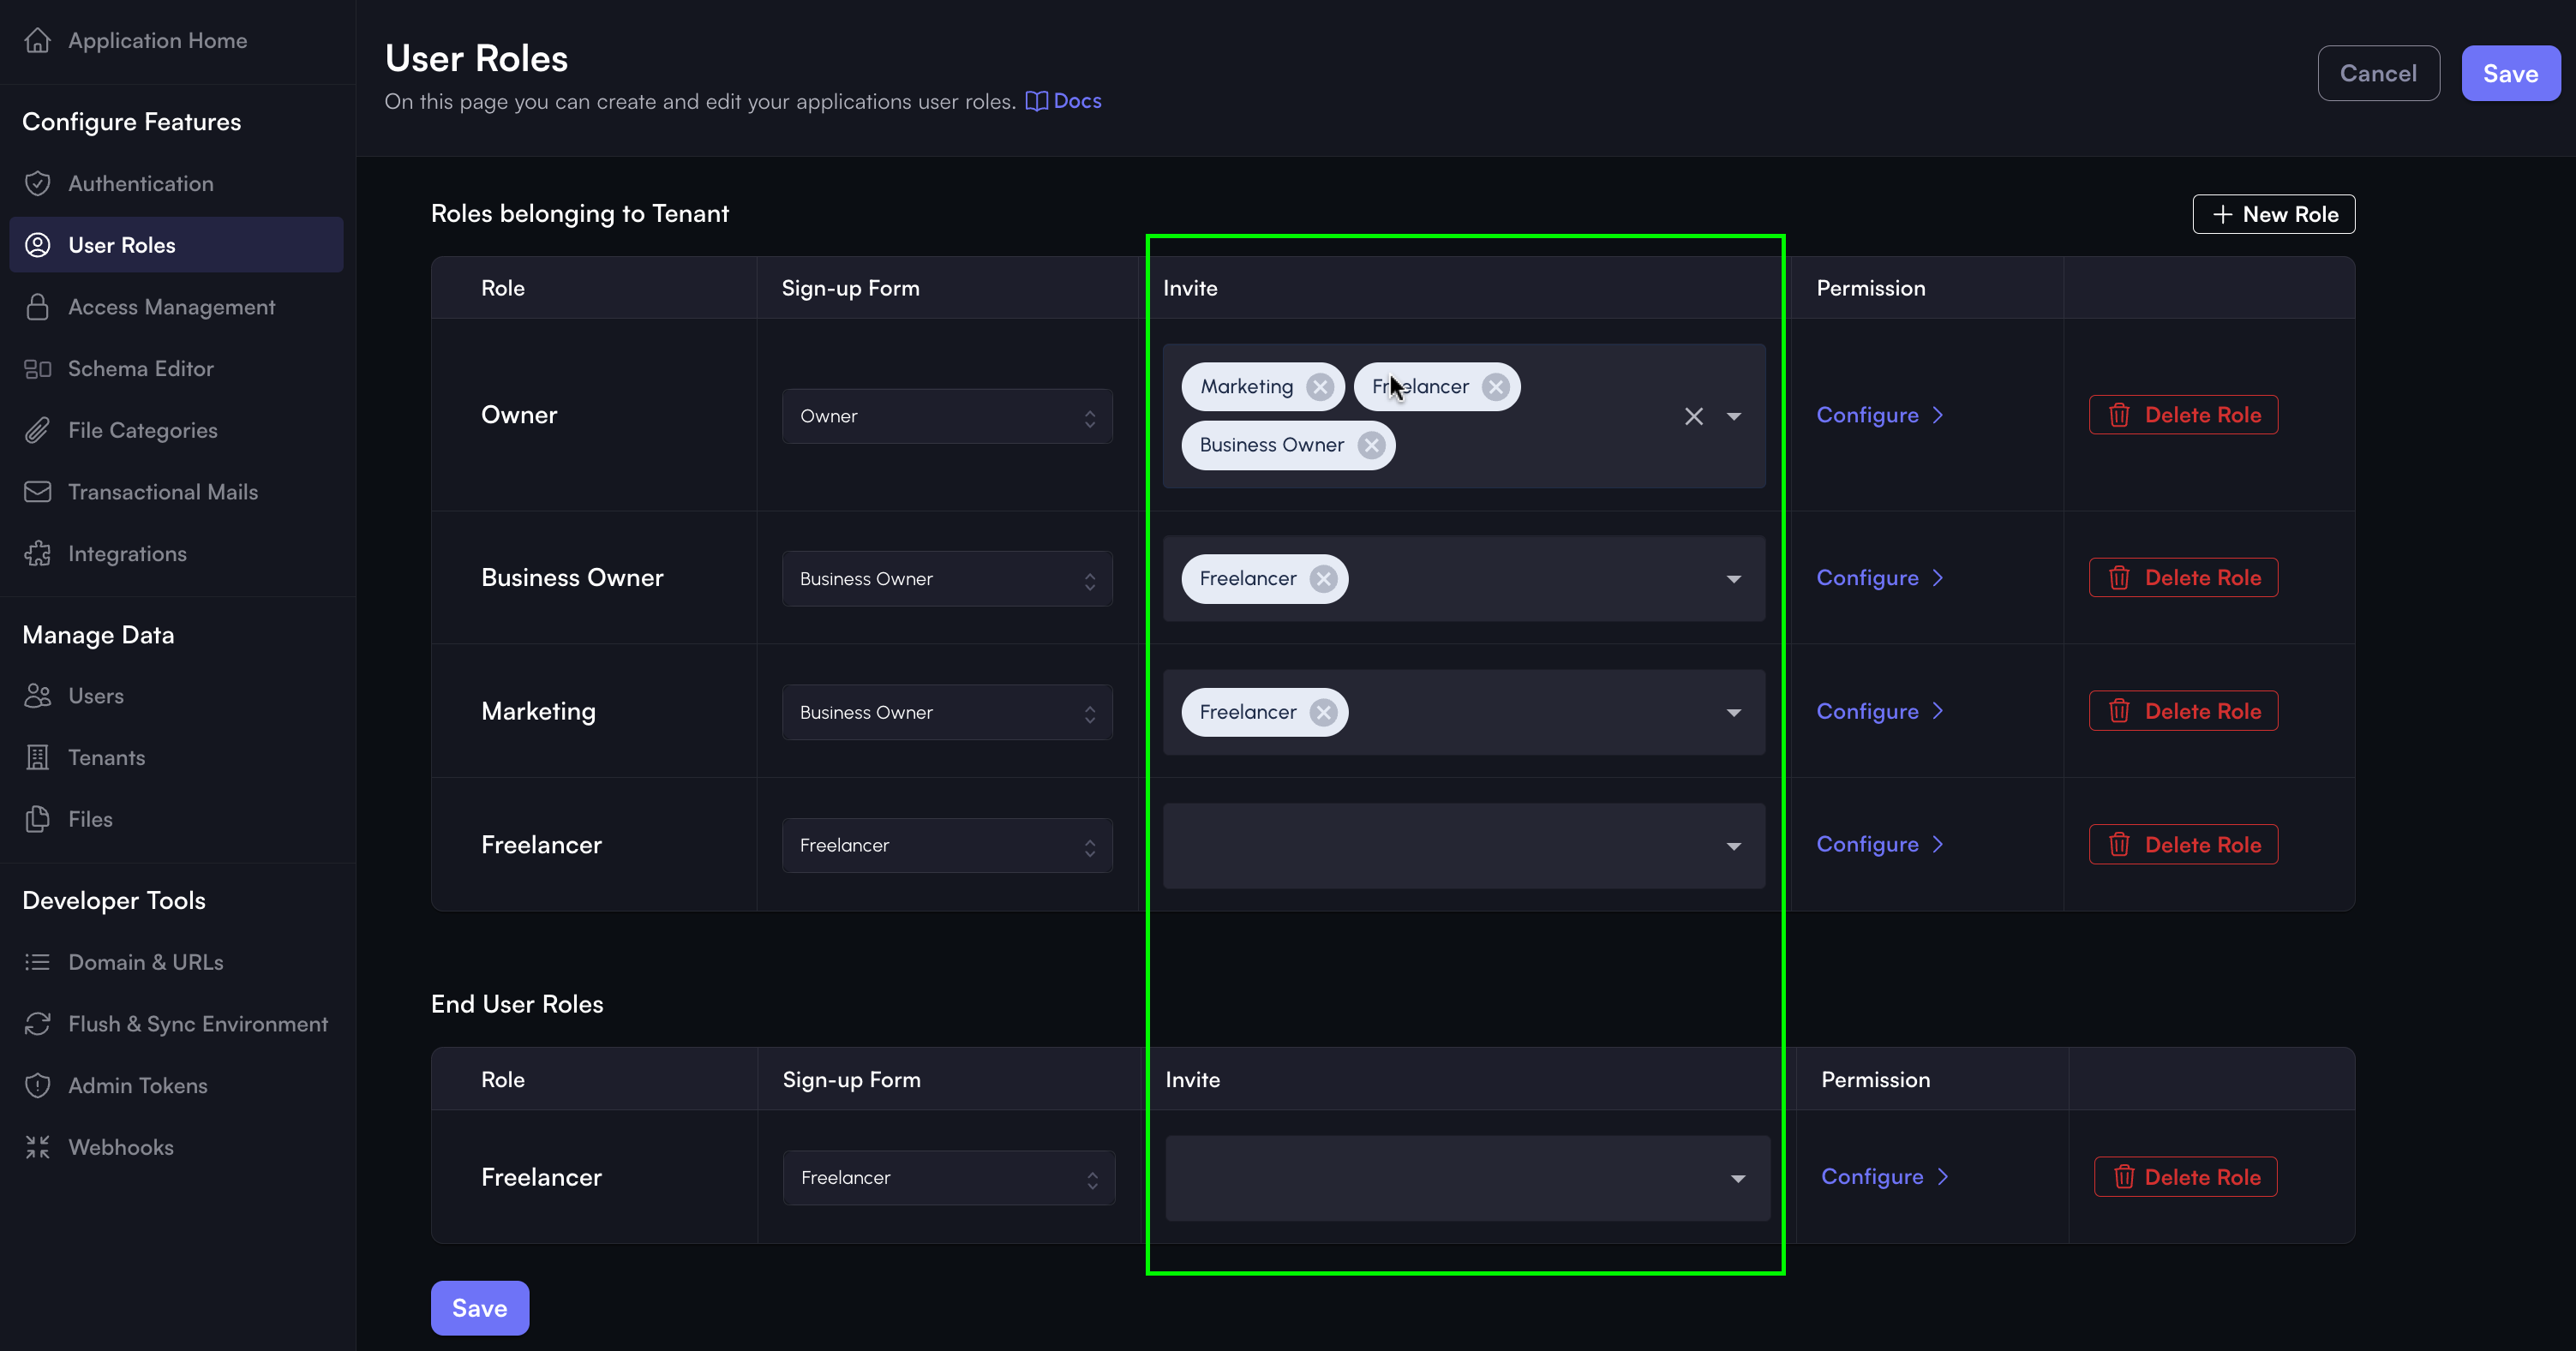 Application Home
Configure Features
Authentication
User Roles
Access Management
Schema Editor
File Categories
Transactional Mails
Integrations
Manage Data
Users
Tenants
Files
Developer Tools
Domain & URLs
Flush & Sync Environment
Admin Tokens
Webhooks
User Roles
On this page you can create and edit your applications user roles. Docs
Cancel
Save
Roles belonging to Tenant
New Role
Role Sign-up Form Invite Permission
Owner Owner Marketing Freelancer Configure Delete Role
Business Owner
Business Owner Business Owner Freelancer Configure Delete Role
Marketing Business Owner Freelancer Configure Delete Role
Freelancer Freelancer Configure Delete Role
End User Roles
Role Sign-up Form Invite Permission
Freelancer Freelancer Configure Delete Role
Save